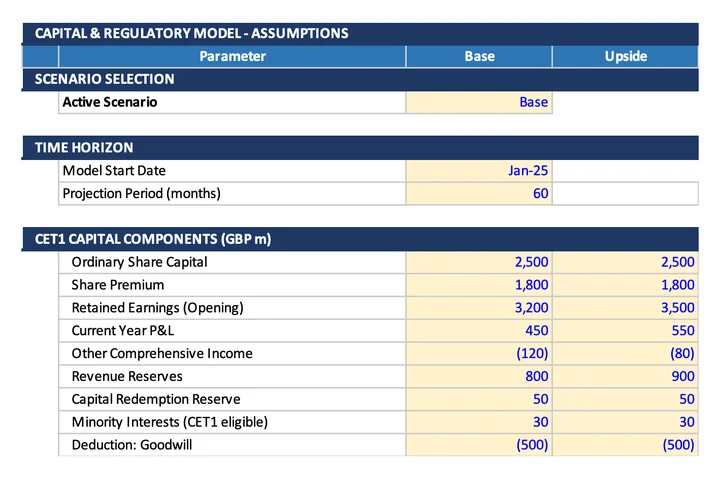 CAPITAL & REGULATORY MODEL - ASSUMPTIONS
Parameter Base Upside
SCENARIO SELECTION
Active Scenario Base
TIME HORIZON
Model Start Date Jan-25
Projection Period (months) 60
CET1 CAPITAL COMPONENTS (GBP m)
Ordinary Share Capital 2,500 2,500
Share Premium 1,800 1,800
Retained Earnings (Opening) 3,200 3,500
Current Year P&L 450 550
Other Comprehensive Income (120) (80)
Revenue Reserves 800 900
Capital Redemption Reserve 50 50
Minority Interests (CET1 eligible) 30 30
Deduction: Goodwill (500) (500)